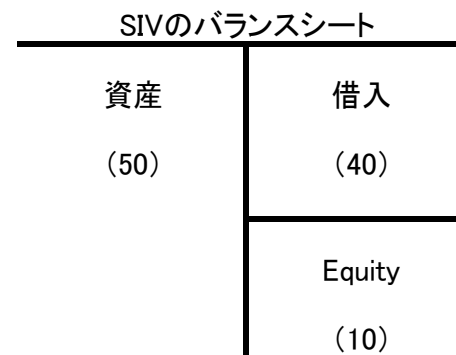 SIVのバランスシート
資産
借入
（50）
（40）
Equity
（10）